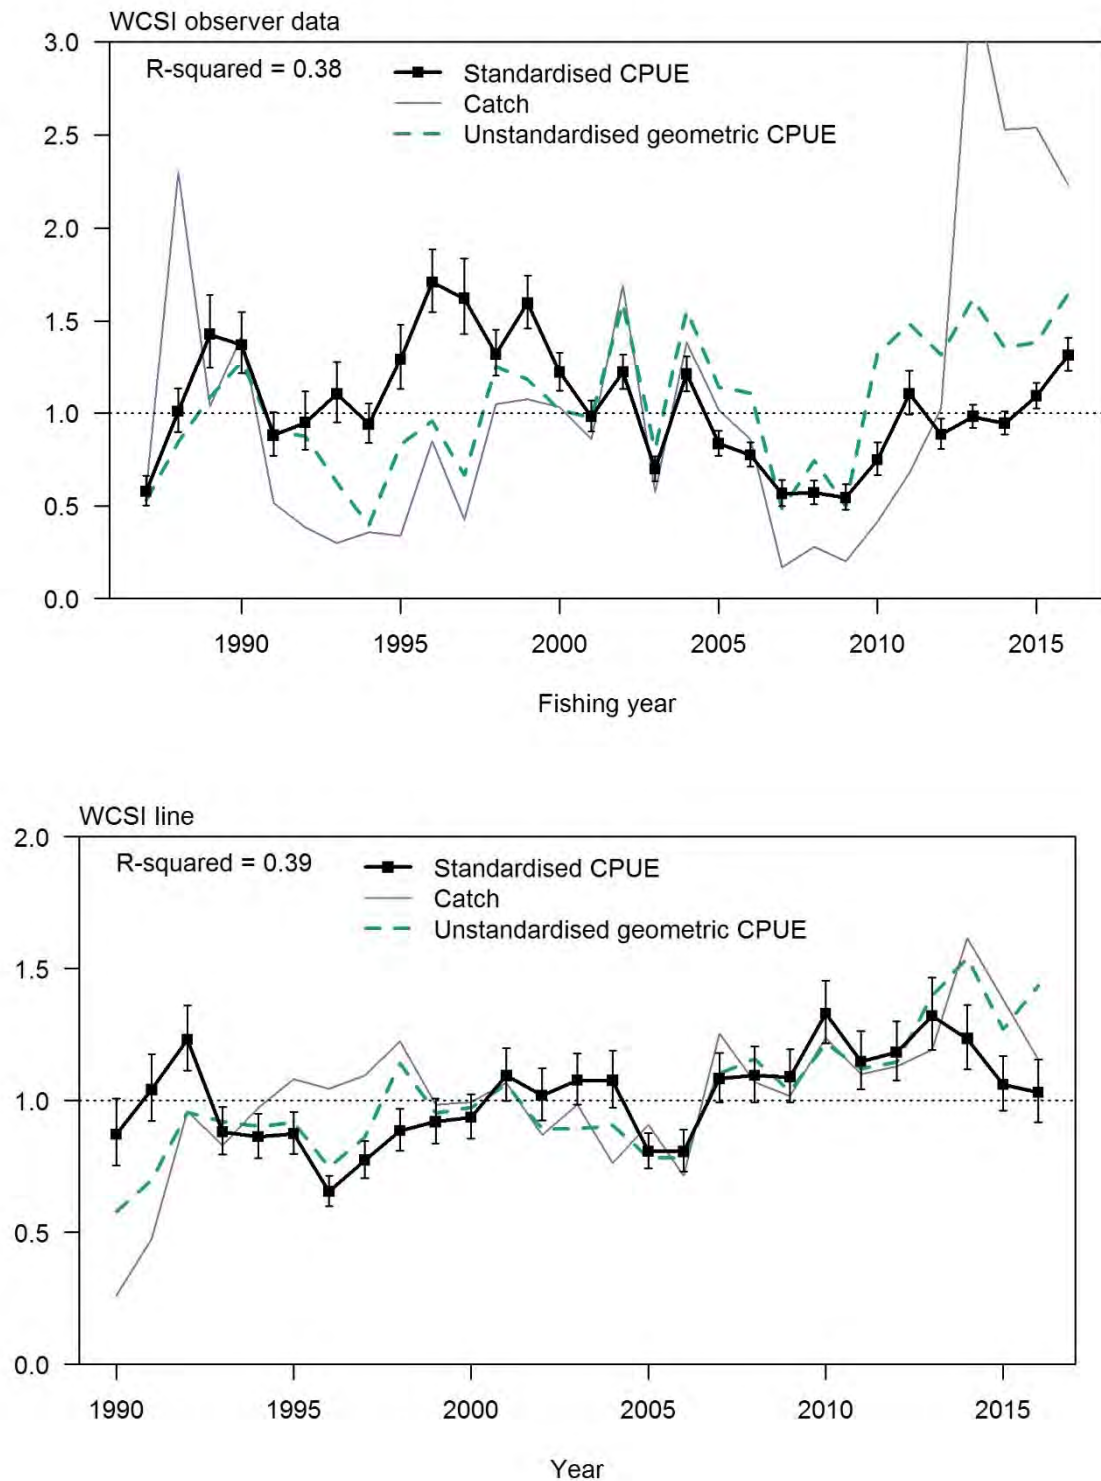 WCSI observer data
R-squared = 0.38
Standardised CPUE
Catch
Unstandardised geometric CPUE
3.0
2.5
2.0
1.5
1.0
0.5
0.0
1990 1995 2000 2005 2010 2015
Fishing year
WCSI line
R-squared = 0.39
Standardised CPUE
Catch
Unstandardised geometric CPUE
2.0
1.5
1.0
0.5
0.0
1990 1995 2000 2005 2010 2015
Year